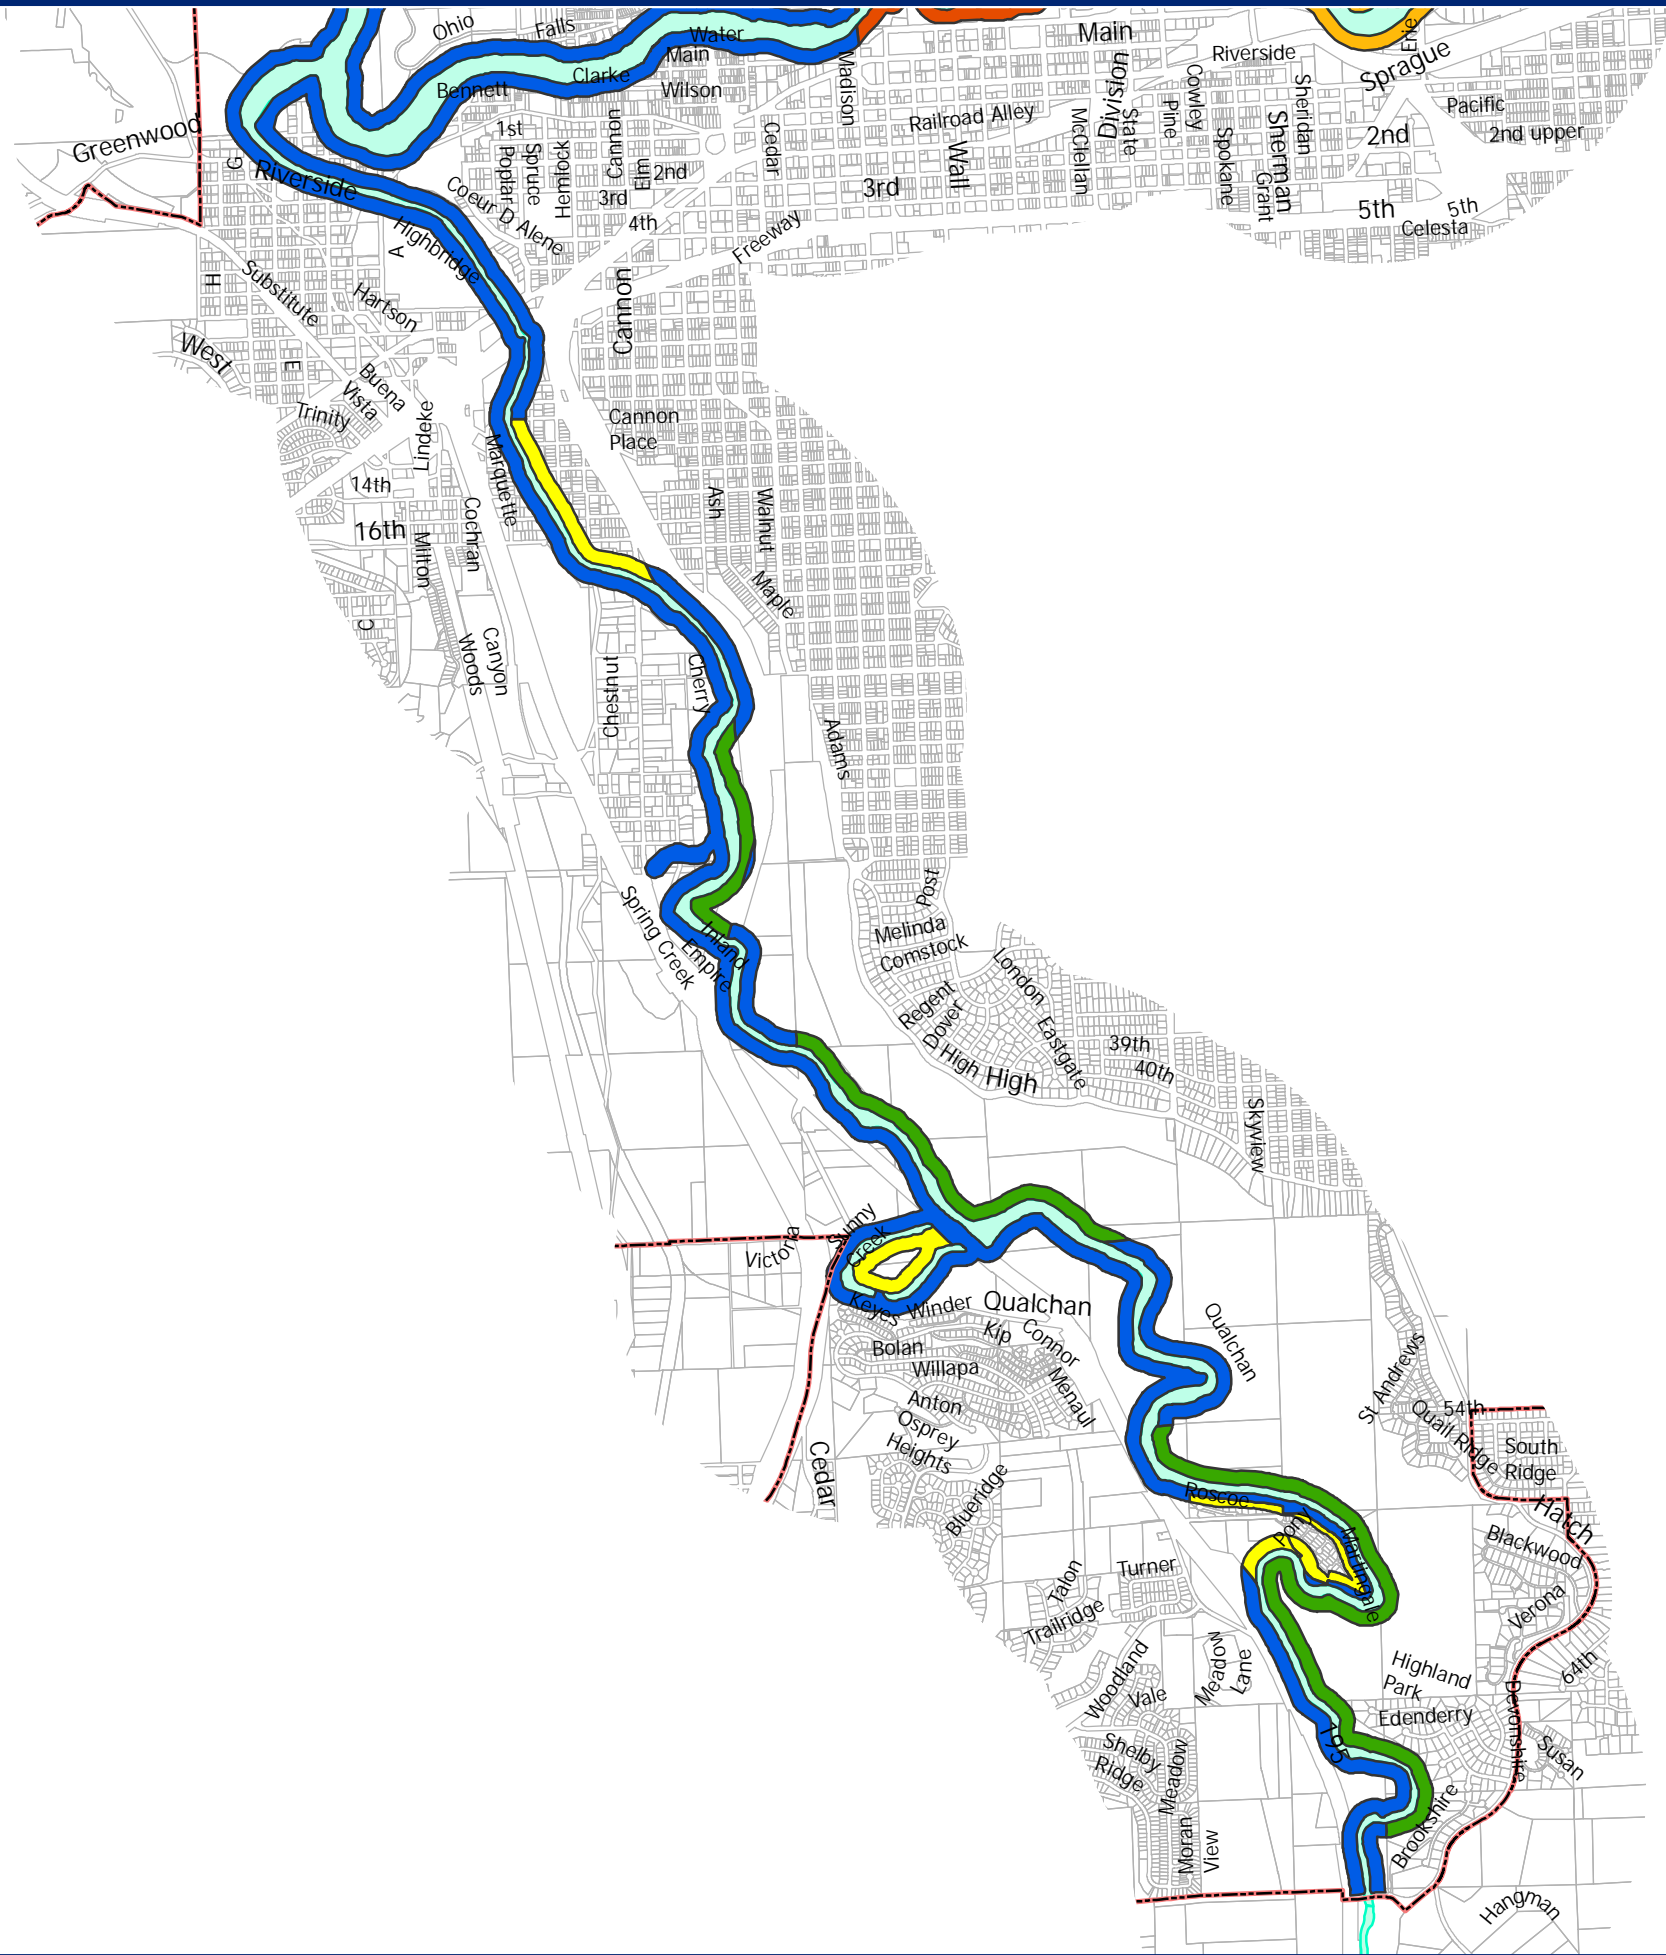 Ohio
Falls
Water
Main
Main
Erie
Riverside
Sprague
Clarke
Bennett
Wilson
Madison
Division
Cowley
Sheridan
Pacific
Greenwood
1st
Cannon
Cedar
Railroad Alley
McClelan
State
Pine
Spokane
Sherman
2nd
2nd upper
G
Riverside
Poplar
Spruce
Hemlock
Elm
2nd
Wall
3rd
3rd
Grant
5th
5th
Celesta
Coeur D Alene
4th
Freeway
Highbridge
A
H
Substitute
Hartson
Cannon
West
E
Buena
Vista
Trinity
Lindeke
Cannon
Place
Marquette
14th
16th
Milton
Cochran
Ash
Walnut
Maple
C
Canyon
Woods
Chestnut
Cherry
Adams
Spring Creek
Inland
Empire
Post
Melinda
Comstock
London
Regent
Dover
Eastgate
39th
40th
High
High
Skyview
Victoria
Sunny
Creek
Keyes
Winder
Qualchan
Kip
Connor
Bolan
Willapa
Menaul
Qualchan
St Andrews
Anton
Osprey
Heights
54th
Quail Ridge
South
Ridge
Cedar
Blueridge
Roscoe
Pony
Martingale
Hatch
Blackwood
Talon
Turner
Trailridge
Verona
Meadow
Lane
Woodland
Vale
Highland
Park
64th
Edenderry
Devonshire
195
Shelby
Ridge
Meadow
Susan
Brookshire
Moran
View
Hangman